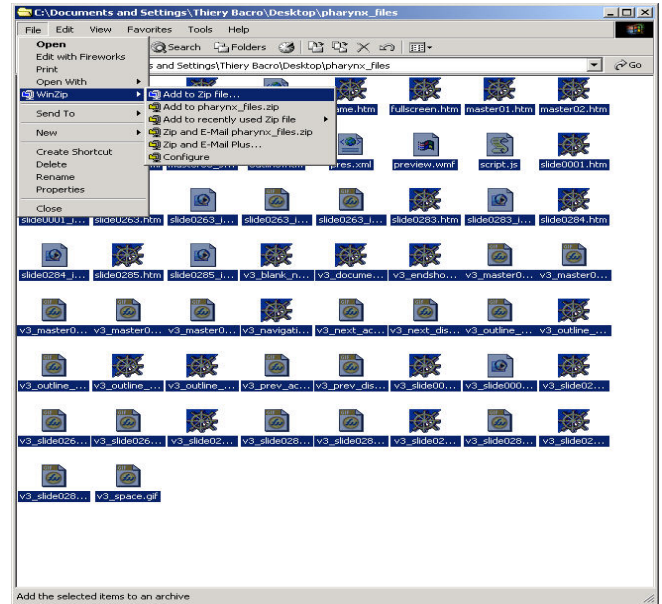 C:\Documents and Settings\Thiery Bacro\Desktop\pharynx_files
File Edit View Favorites Tools Help
Search Folders
s and Settings\Thiery Bacro\Desktop\pharynx_files Go
Open
Edit with Fireworks
Print
Open With
WinZip
Send To
New
Create Shortcut
Delete
Rename
Properties
Close
Add to Zip file...
Add to pharynx_files.zip
Add to recently used Zip file
Zip and E-Mail pharynx_files.zip
Zip and E-Mail Plus...
Configure
ame.htm fullscreen.htm master01.htm master02.htm
pres.xml preview.wmf script.js slide0001.htm
slide0001_i... slide0263.htm slide0263_i... slide0263_i... slide0263_i... slide0283.htm slide0283_i... slide0284.htm
slide0284_i... slide0285.htm slide0285_i... v3_blank_n... v3_docume... v3_endsho... v3_master0... v3_master0...
v3_master0... v3_master0... v3_master0... v3_navigati... v3_next_ac... v3_next_dis... v3_outline_... v3_outline_...
v3_outline_... v3_outline_... v3_outline_... v3_prev_ac... v3_prev_dis... v3_slide00... v3_slide000... v3_slide02...
v3_slide026... v3_slide026... v3_slide02... v3_slide028... v3_slide028... v3_slide02... v3_slide028... v3_slide02...
v3_slide028... v3_space.gif
Add the selected items to an archive